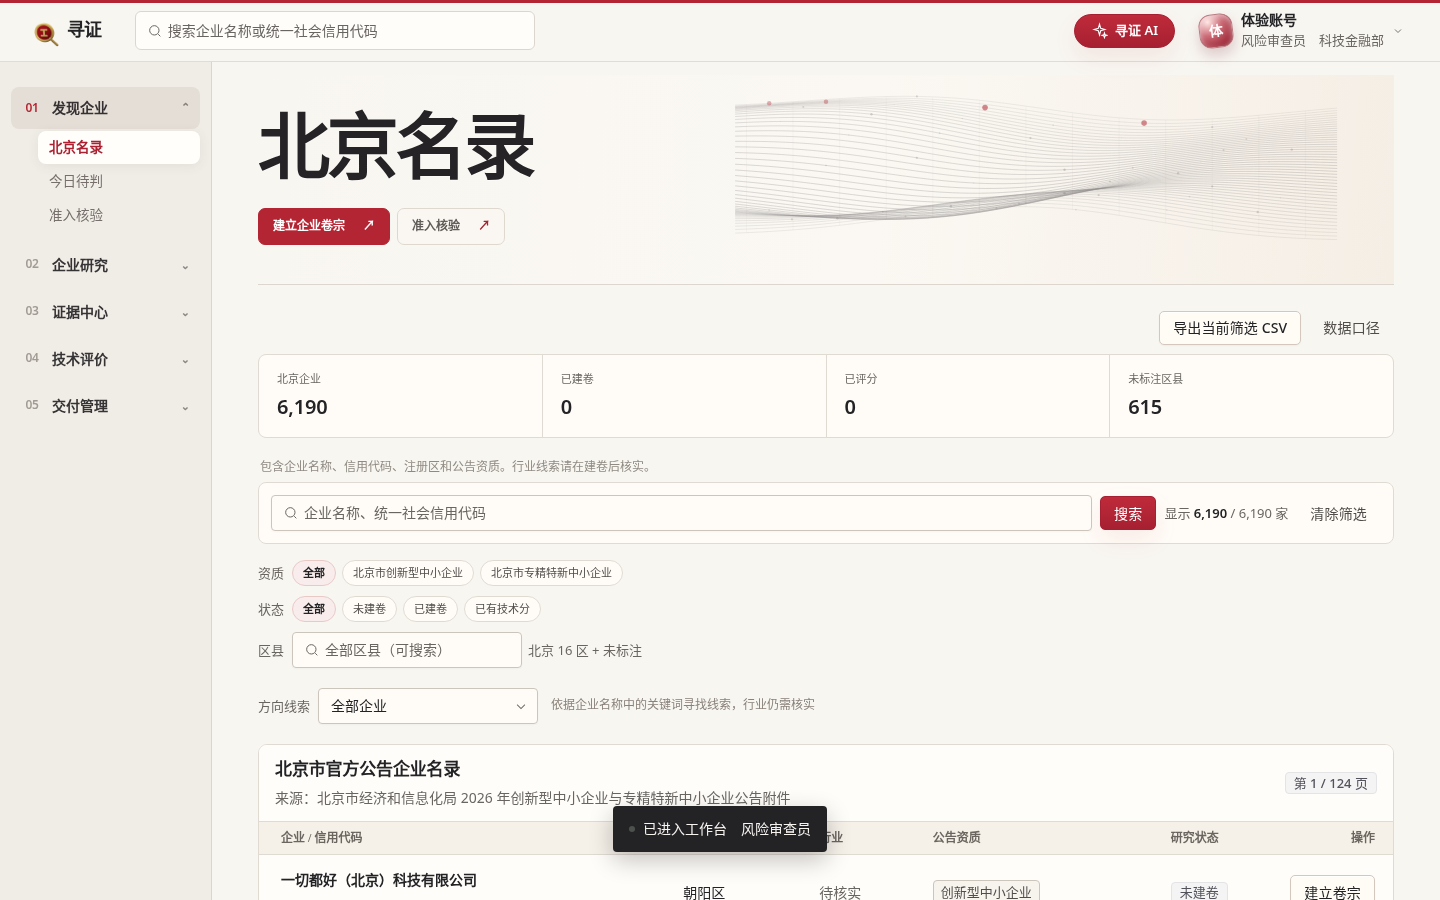 寻证
搜索企业名称或统一社会信用代码
寻证 AI
体
体验账号
风险审查员 科技金融部
01 发现企业
北京名录
今日待判
准入核验
02 企业研究
03 证据中心
04 技术评价
05 交付管理
北京名录
建立企业卷宗 ↗
准入核验 ↗
导出当前筛选 CSV
数据口径
北京企业
6,190
已建卷
0
已评分
0
未标注区县
615
包含企业名称、信用代码、注册区和公告资质。行业线索请在建卷后核实。
企业名称、统一社会信用代码
搜索
显示 6,190 / 6,190 家
清除筛选
资质 全部 北京市创新型中小企业 北京市专精特新中小企业
状态 全部 未建卷 已建卷 已有技术分
区县 全部区县（可搜索） 北京 16 区 + 未标注
方向线索 全部企业 依据企业名称中的关键词寻找线索，行业仍需核实
北京市官方公告企业名录
来源：北京市经济和信息化局 2026 年创新型中小企业与专精特新中小企业公告附件
第 1 / 124 页
已进入工作台 风险审查员
企业 / 信用代码 业 公告资质 研究状态 操作
一切都好（北京）科技有限公司
朝阳区 待核实 创新型中小企业 未建卷 建立卷宗